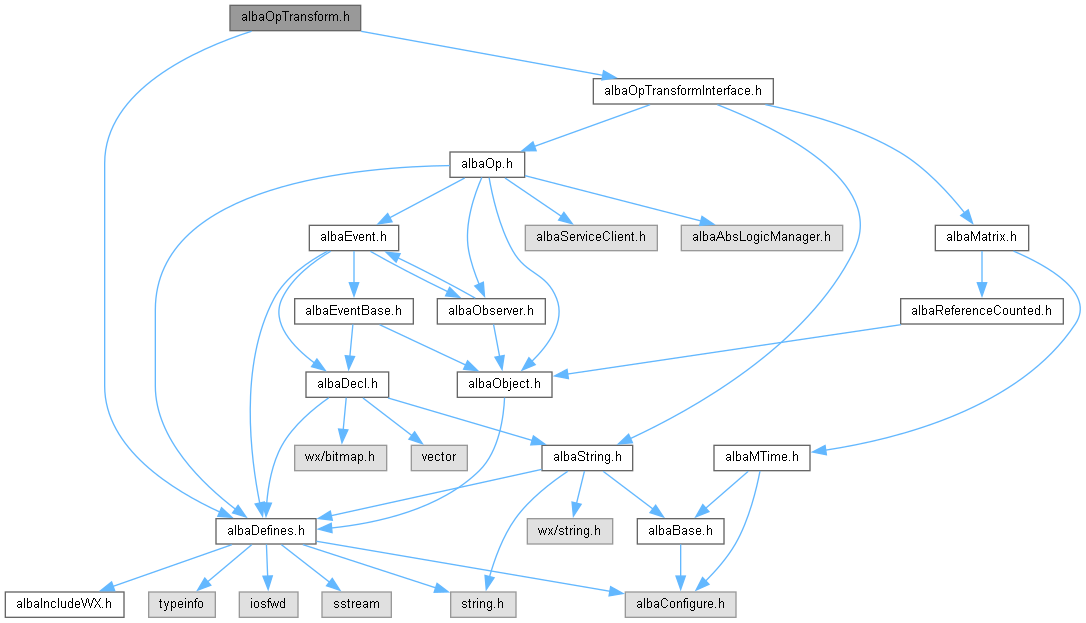 albaOpTransform.h
albaOpTransformInterface.h
albaOp.h
albaEvent.h
albaServiceClient.h
albaAbsLogicManager.h
albaMatrix.h
albaEventBase.h
albaObserver.h
albaReferenceCounted.h
albaDecl.h
albaObject.h
wx/bitmap.h
vector
albaString.h
albaMTime.h
albaDefines.h
wx/string.h
albaBase.h
albaIncludeWX.h
typeinfo
iosfwd
sstream
string.h
albaConfigure.h